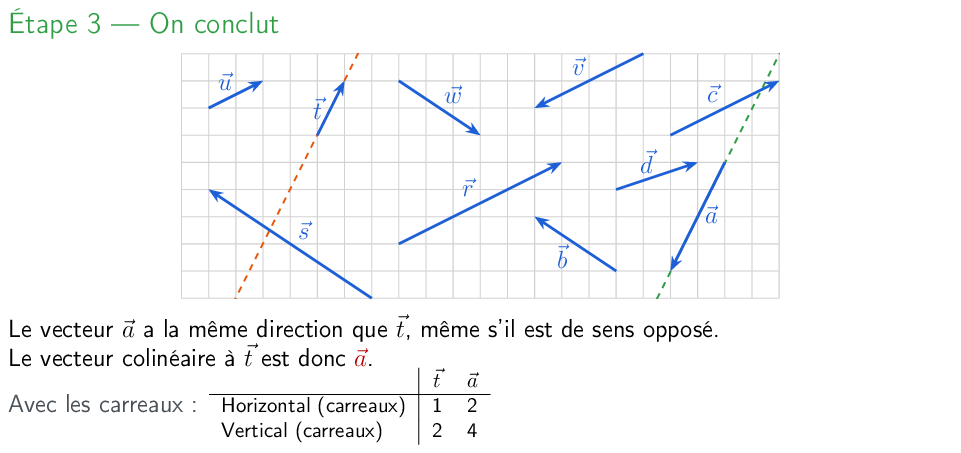 Étape 3 — On conclut
u⃗
t⃗
w⃗
v⃗
c⃗
s⃗
r⃗
d⃗
b⃗
a⃗
Le vecteur a⃗ a la même direction que t⃗, même s'il est de sens opposé.
Le vecteur colinéaire à t⃗ est donc a⃗.
Avec les carreaux :
t⃗ a⃗
Horizontal (carreaux) 1 2
Vertical (carreaux) 2 4